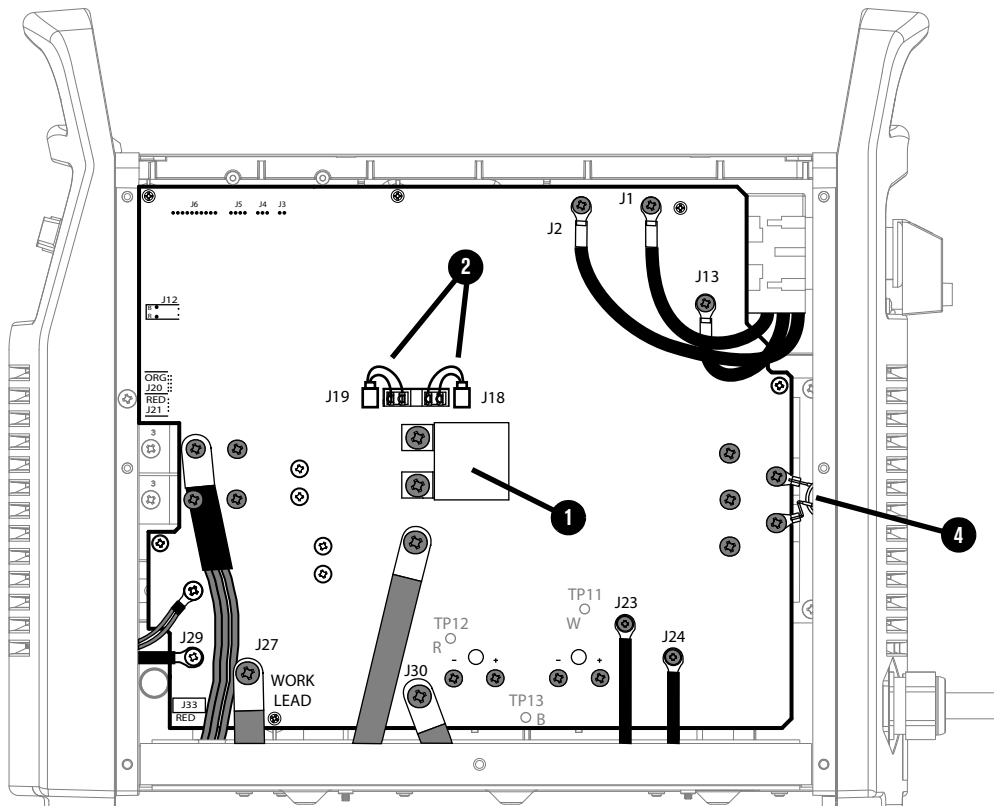 J6
J5
J4
J3
J1
J2
2
J13
J12
B
R
ORG
J20
RED
J21
J19
J18
3
3
1
4
TP11
W
J23
TP12
R
J24
J29
J27
- +
- +
WORK
LEAD
J30
J33
RED
TP13
B